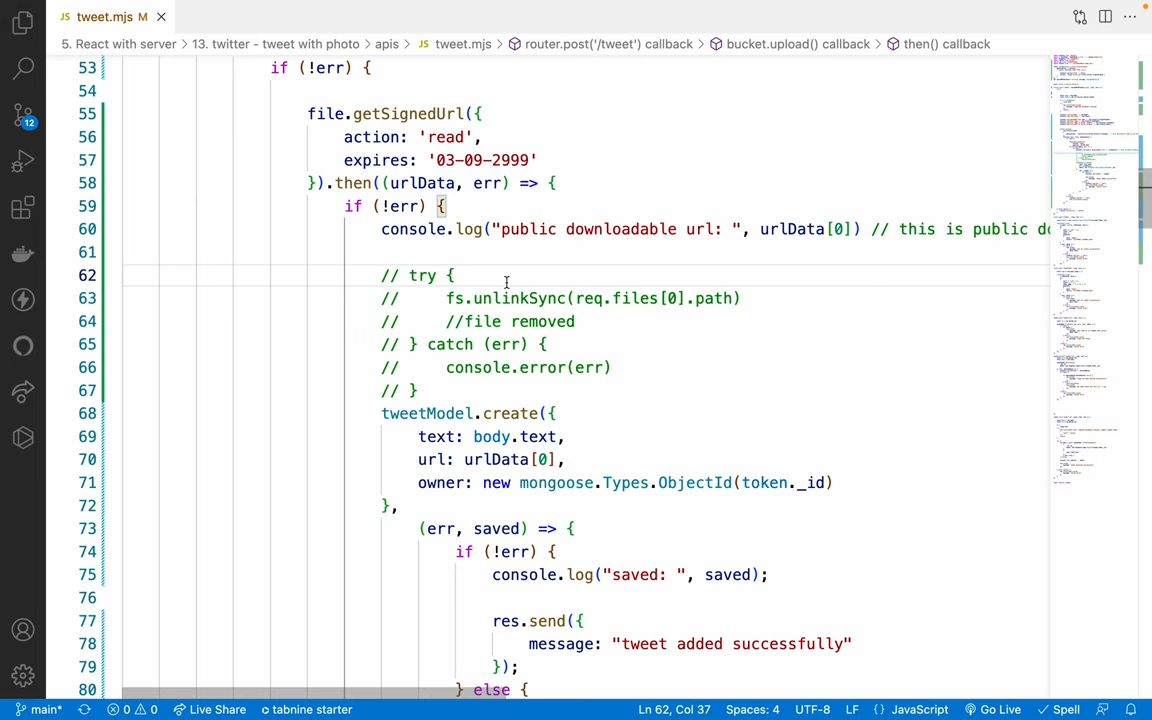 JS tweet.mjs M
5. React with server > 13. twitter - tweet with photo > apis > JS tweet.mjs > router.post('/tweet') callback > bucket.upload() callback > then() callback
53 if (!err) {
54
55 file.getSignedUrl({
56 action: 'read',
57 expires: '03-09-2999'
58 }).then((urlData, err) => {
59 if (!err) {
60 console.log("public downloadable url: ", urlData[0]) // this is public do
61
62 // try {
63 // fs.unlinkSync(req.files[0].path)
64 // //file removed
65 // } catch (err) {
66 // console.error(err)
67 // }
68 tweetModel.create({
69 text: body.text,
70 url: urlData[0],
71 owner: new mongoose.Types.ObjectId(token._id)
72 },
73 (err, saved) => {
74 if (!err) {
75 console.log("saved: ", saved);
76
77 res.send({
78 message: "tweet added successfully"
79 });
80 } else {
12
main* 0 0 Live Share tabnine starter Ln 62, Col 37 Spaces: 4 UTF-8 LF {} JavaScript Go Live Spell